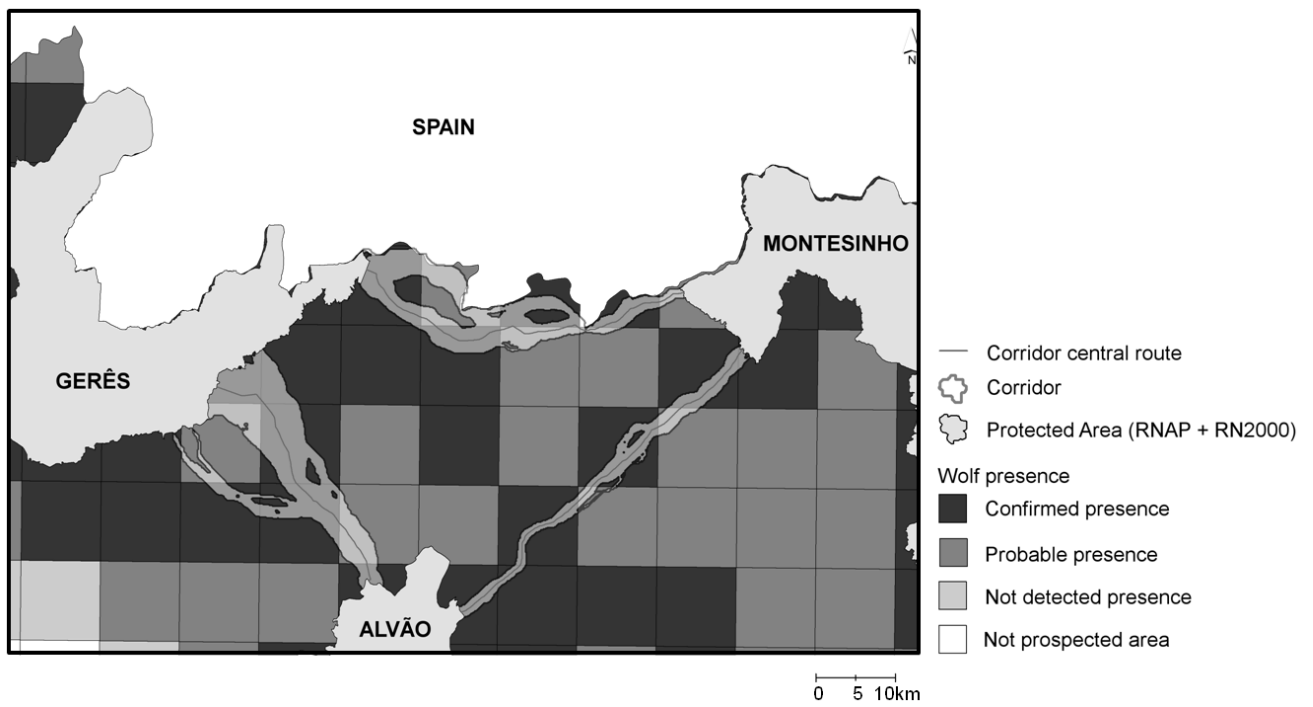 N
SPAIN
MONTESINHO
GERÊS
ALVÃO
Corridor central route
Corridor
Protected Area (RNAP + RN2000)
Wolf presence
Confirmed presence
Probable presence
Not detected presence
Not prospected area
0 5 10km